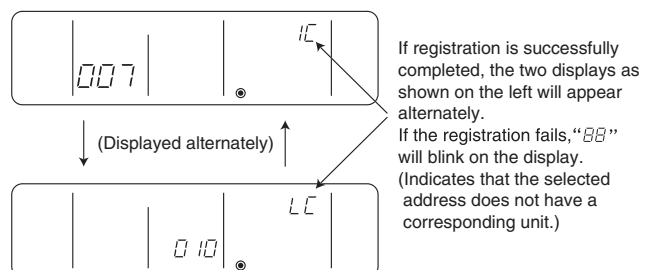 IC
007
(Displayed alternately)
LC
010
If registration is successfully
completed, the two displays as
shown on the left will appear
alternately.
If the registration fails,“88”
will blink on the display.
(Indicates that the selected
address does not have a
corresponding unit.)